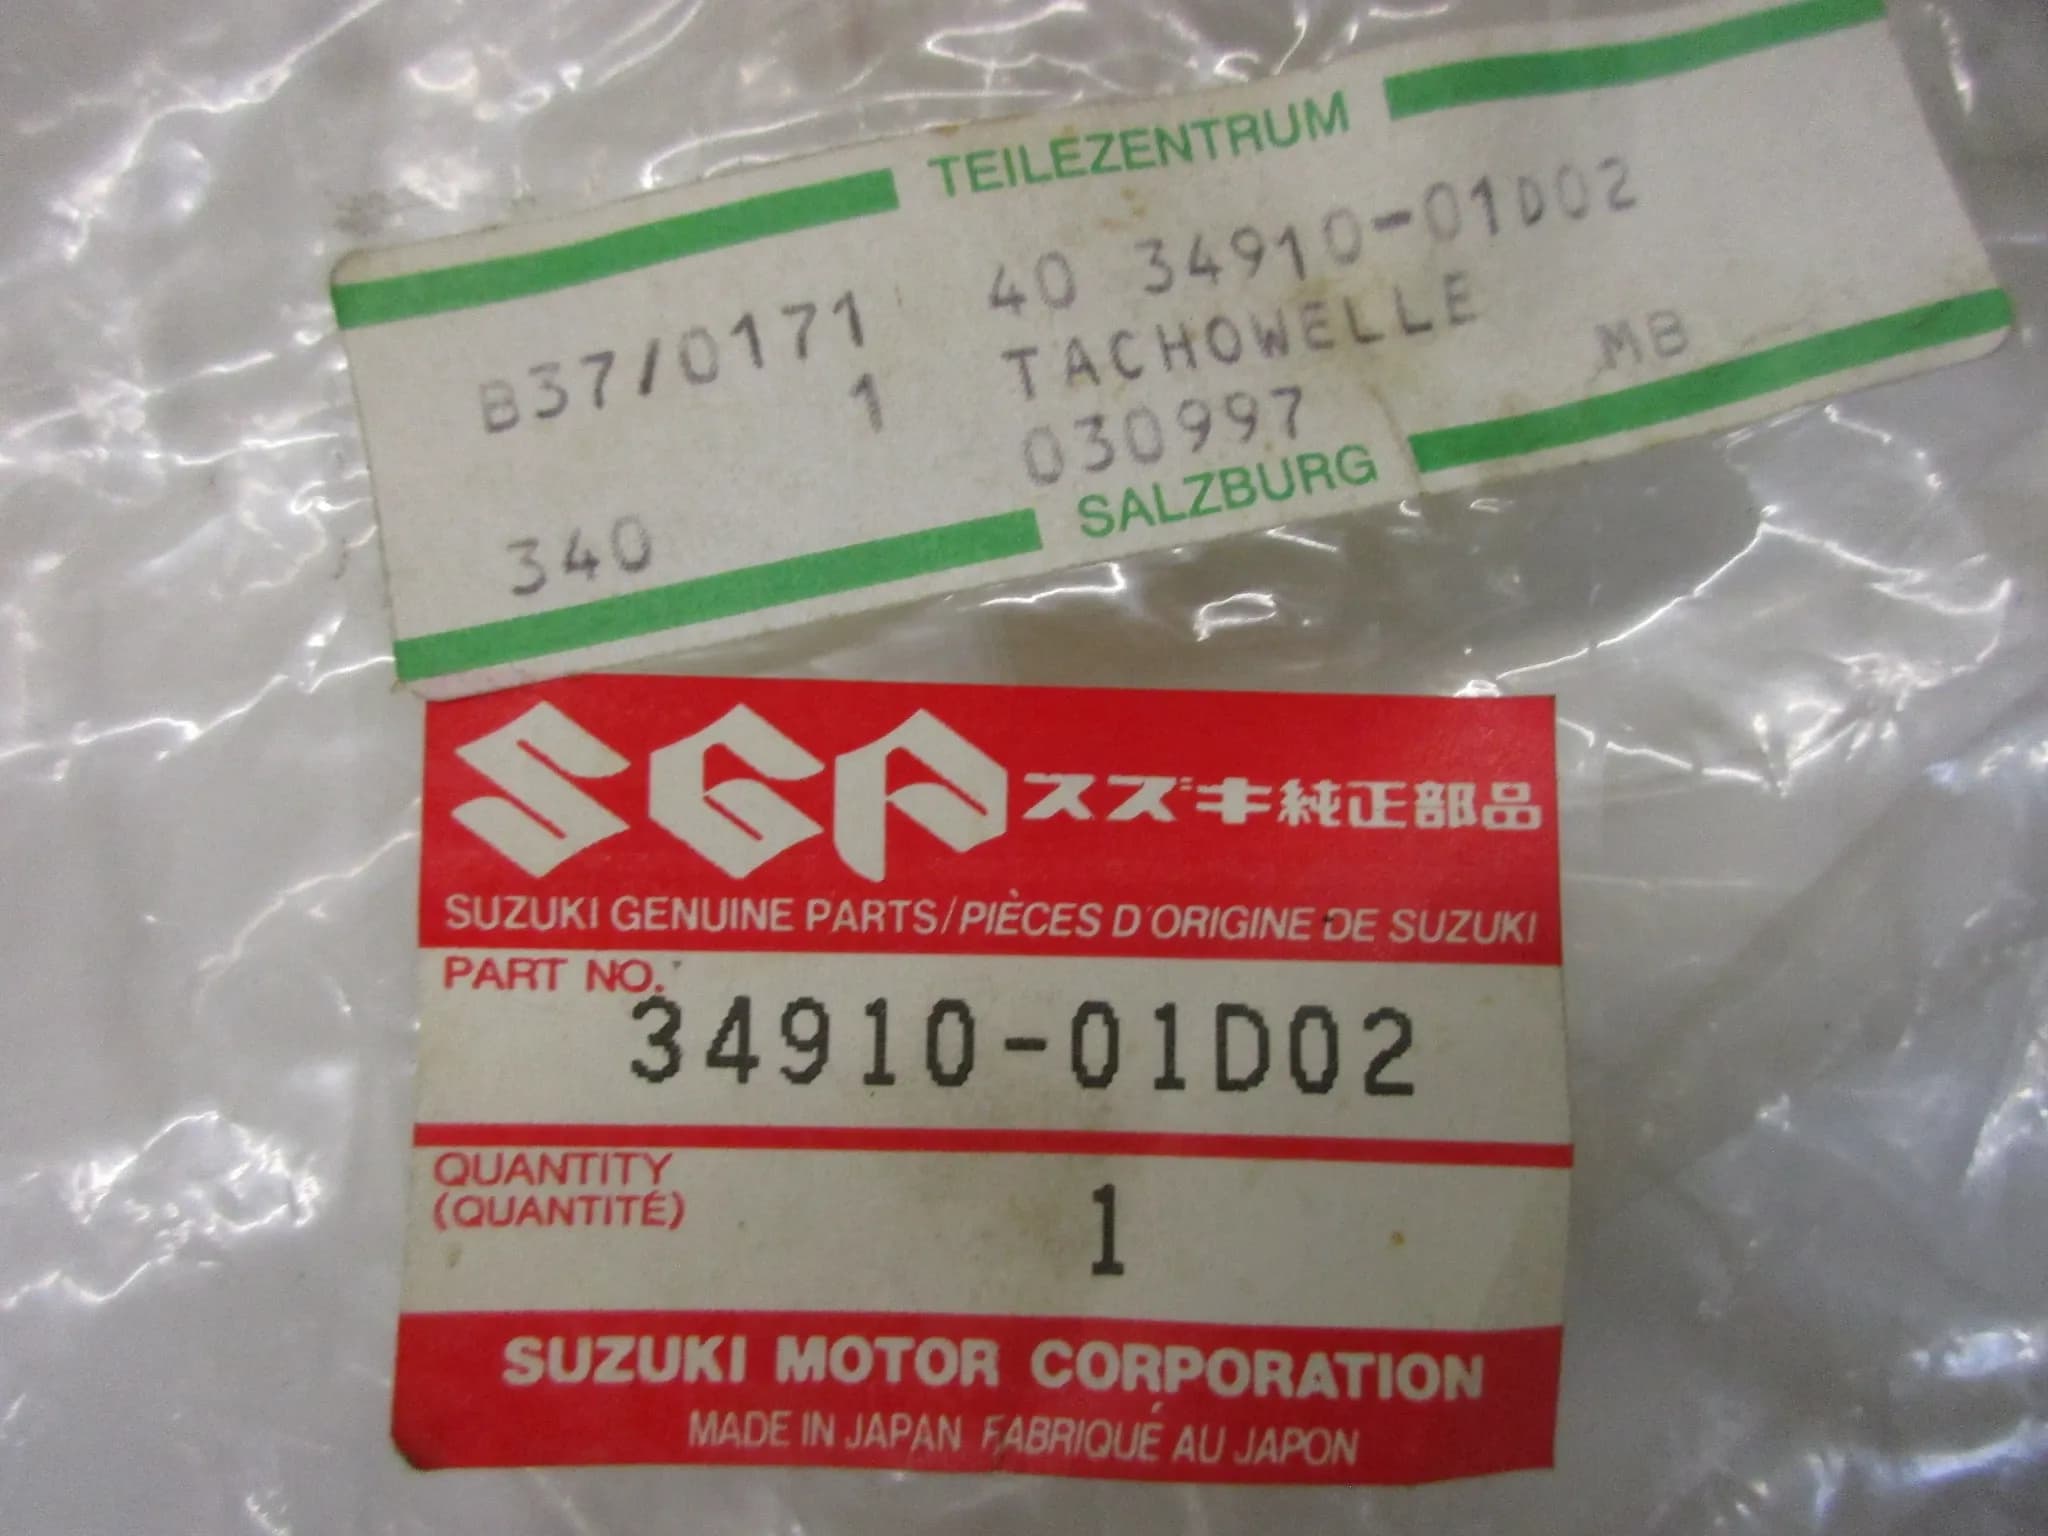 TEILEZENTRUM
B37/0171 40 34910-01D02
1 TACHOWELLE
030997 MB
340
SALZBURG
SGP スズキ純正部品
SUZUKI GENUINE PARTS/PIÈCES D'ORIGINE DE SUZUKI
PART NO.
34910-01D02
QUANTITY
(QUANTITÉ)
1
SUZUKI MOTOR CORPORATION
MADE IN JAPAN FABRIQUÉ AU JAPON